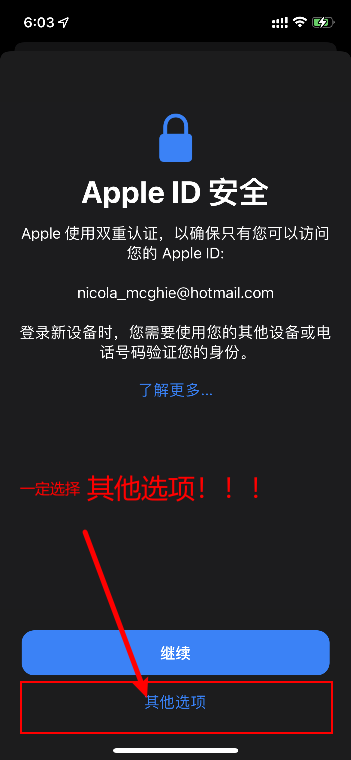 6:03
Apple ID 安全
Apple 使用双重认证，以确保只有您可以访问
您的 Apple ID:
nicola_mcghie@hotmail.com
登录新设备时，您需要使用您的其他设备或电
话号码验证您的身份。
了解更多...
一定选择 其他选项！！！
继续
其他选项